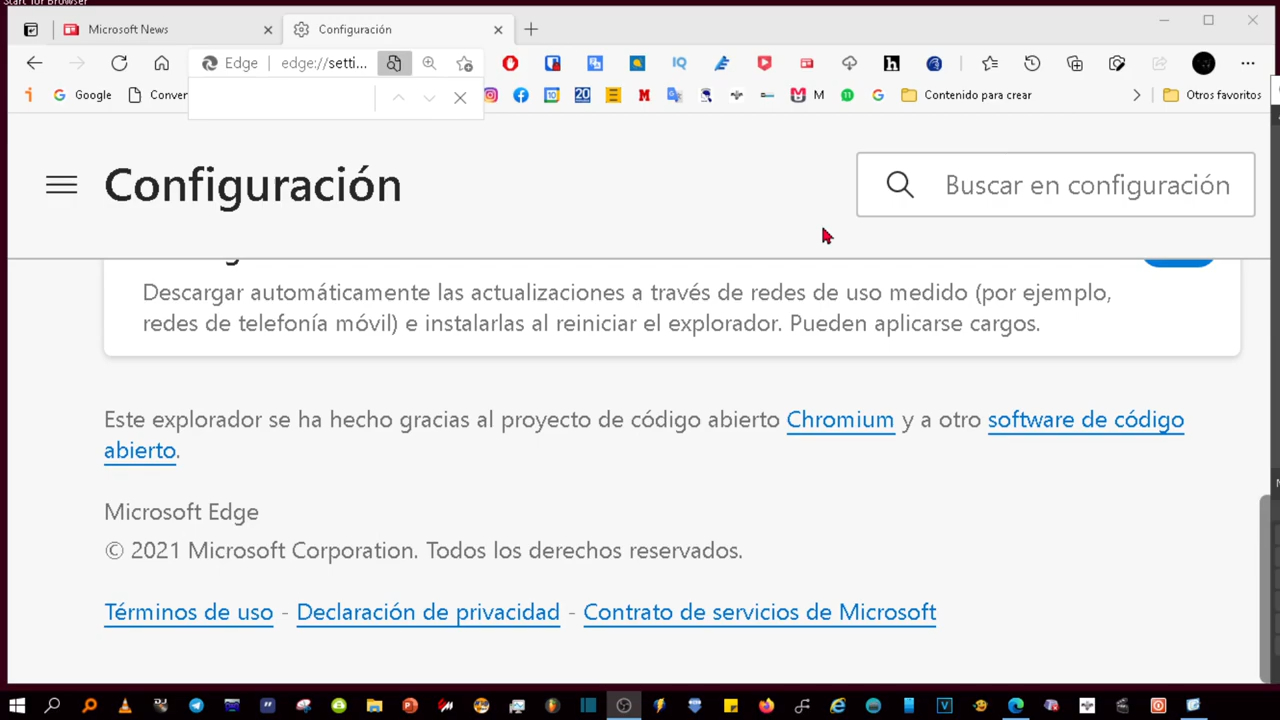 Start Tor Browser
Microsoft News
Configuración
Edge
edge://setti...
Google
Conver
20
M
M
Contenido para crear
Otros favoritos
Configuración
Buscar en configuración
Descargar automáticamente las actualizaciones a través de redes de uso medido (por ejemplo,
redes de telefonía móvil) e instalarlas al reiniciar el explorador. Pueden aplicarse cargos.
Este explorador se ha hecho gracias al proyecto de código abierto Chromium y a otro software de código
abierto.
Microsoft Edge
© 2021 Microsoft Corporation. Todos los derechos reservados.
Términos de uso - Declaración de privacidad - Contrato de servicios de Microsoft